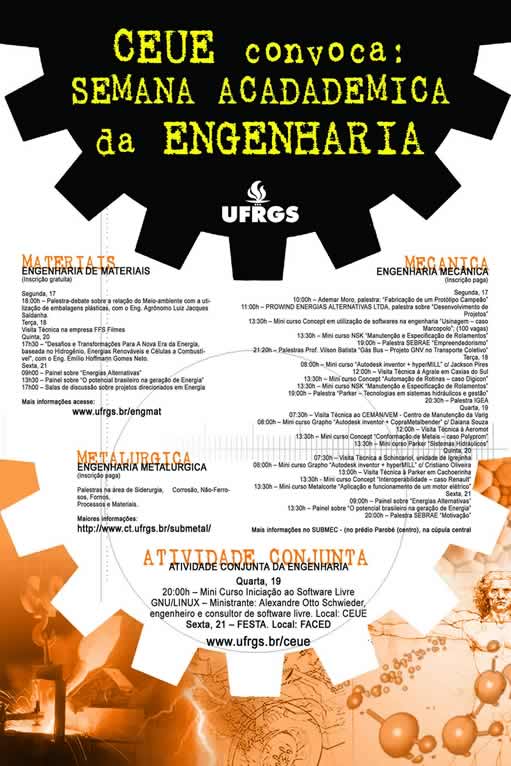 CEUE convoca:
SEMANA ACADADEMICA
da ENGENHARIA
UFRGS
MATERIAIS
ENGENHARIA DE MATERIAIS
(Inscrição gratuita)
Segunda, 17
18:00h – Palestra-debate sobre a relação do Meio-ambiente com a uti-
lização de embalagens plásticas, com o Eng. Agrônomo Luiz Jacques
Saldanha.
Terça, 18
Visita Técnica na empresa FFS Filmes
Quinta, 20
17h30 – "Desafios e Transformações Para A Nova Era da Energia,
baseada no Hidrogênio, Energias Renováveis e Células a Combustí-
vel", com o Eng. Emílio Hoffmann Gomes Neto.
Sexta, 21
09h00 – Painel sobre "Energias Alternativas"
13h30 – Painel sobre "O potencial brasileiro na geração de Energia"
17h00 – Salas de discussão sobre projetos direcionados em Energia
Mais informações acesse:
www.ufrgs.br/engmat
MECANICA
ENGENHARIA MECÂNICA
(Inscrição paga)
Segunda, 17
10:00h – Ademar Moro, palestra: "Fabricação de um Protótipo Campeão"
11:00h – PROWIND ENERGIAS ALTERNATIVAS LTDA, palestra sobre "Desenvolvimento de
Projetos"
13:30h – Mini curso Concept em utilização de softwares na engenharia "Usinagem – caso
Marcopolo"; (100 vagas)
13:30h – Mini curso NSK "Manutenção e Especificação de Rolamentos"
19:00h – Palestra SEBRAE "Empreendedorismo"
21:20h – Palestras Prof. Vilson Batista "Gás Bus – Projeto GNV no Transporte Coletivo"
Terça, 18
08:00h – Mini curso "Autodesk inventor + hyperMILL" c/ Jackson Pires
12:00h – Visita Técnica à Agrale em Caxias do Sul
13:30h – Mini curso Concept "Automação de Rotinas – caso Digicon"
13:30h – Mini curso NSK "Manutenção e Especificação de Rolamentos"
19:00h – Palestra "Parker – Tecnologias em sistemas hidráulicos e gestão"
20:30h – Palestra IGEA
Quarta, 19
07:30h – Visita Técnica ao CEMAN/VEM - Centro de Manutenção da Varig
08:00h – Mini curso Grapho "Autodesk inventor + CopraMetalbender" c/ Daiana Souza
12:00h – Visita Técnica à Aeromot
13:30h – Mini curso Concept "Conformação de Metais – caso Polyprom"
13:30h – Mini curso Parker "Sistemas Hidráulicos"
Quinta, 20
07:30h – Visita Técnica a Schincariol, unidade de Igrejinha
08:00h – Mini curso Grapho "Autodesk inventor + hyperMILL" c/ Cristiano Oliveira
13:00h – Visita Técnica à Parker em Cachoerinha
13:30h – Mini curso Concept "Interoperabilidade – caso Renault"
13:30h – Mini curso Metalcorte "Aplicação e funcionamento de um motor elétrico"
Sexta, 21
09:00h – Painel sobre "Energias Alternativas"
13:30h – Painel sobre "O potencial brasileiro na geração de Energia"
20:00h – Palestra SEBRAE "Motivação"
Mais informações no SUBMEC - (no prédio Parobé (centro), na cúpula central
METALURGICA
ENGENHARIA METALÚRGICA
(Inscrição paga)
Palestras na área de Siderurgia, Corrosão, Não-Ferro-
sos, Fornos,
Processos e Materiais.
Maiores informações:
http://www.ct.ufrgs.br/submetal/
ATIVIDADE CONJUNTA
ATIVIDADE CONJUNTA DA ENGENHARIA
Quarta, 19
20:00h – Mini Curso Iniciação ao Software Livre
GNU/LINUX – Ministrante: Alexandre Otto Schwieder,
engenheiro e consultor de software livre. Local: CEUE
Sexta, 21 – FESTA. Local: FACED
www.ufrgs.br/ceue